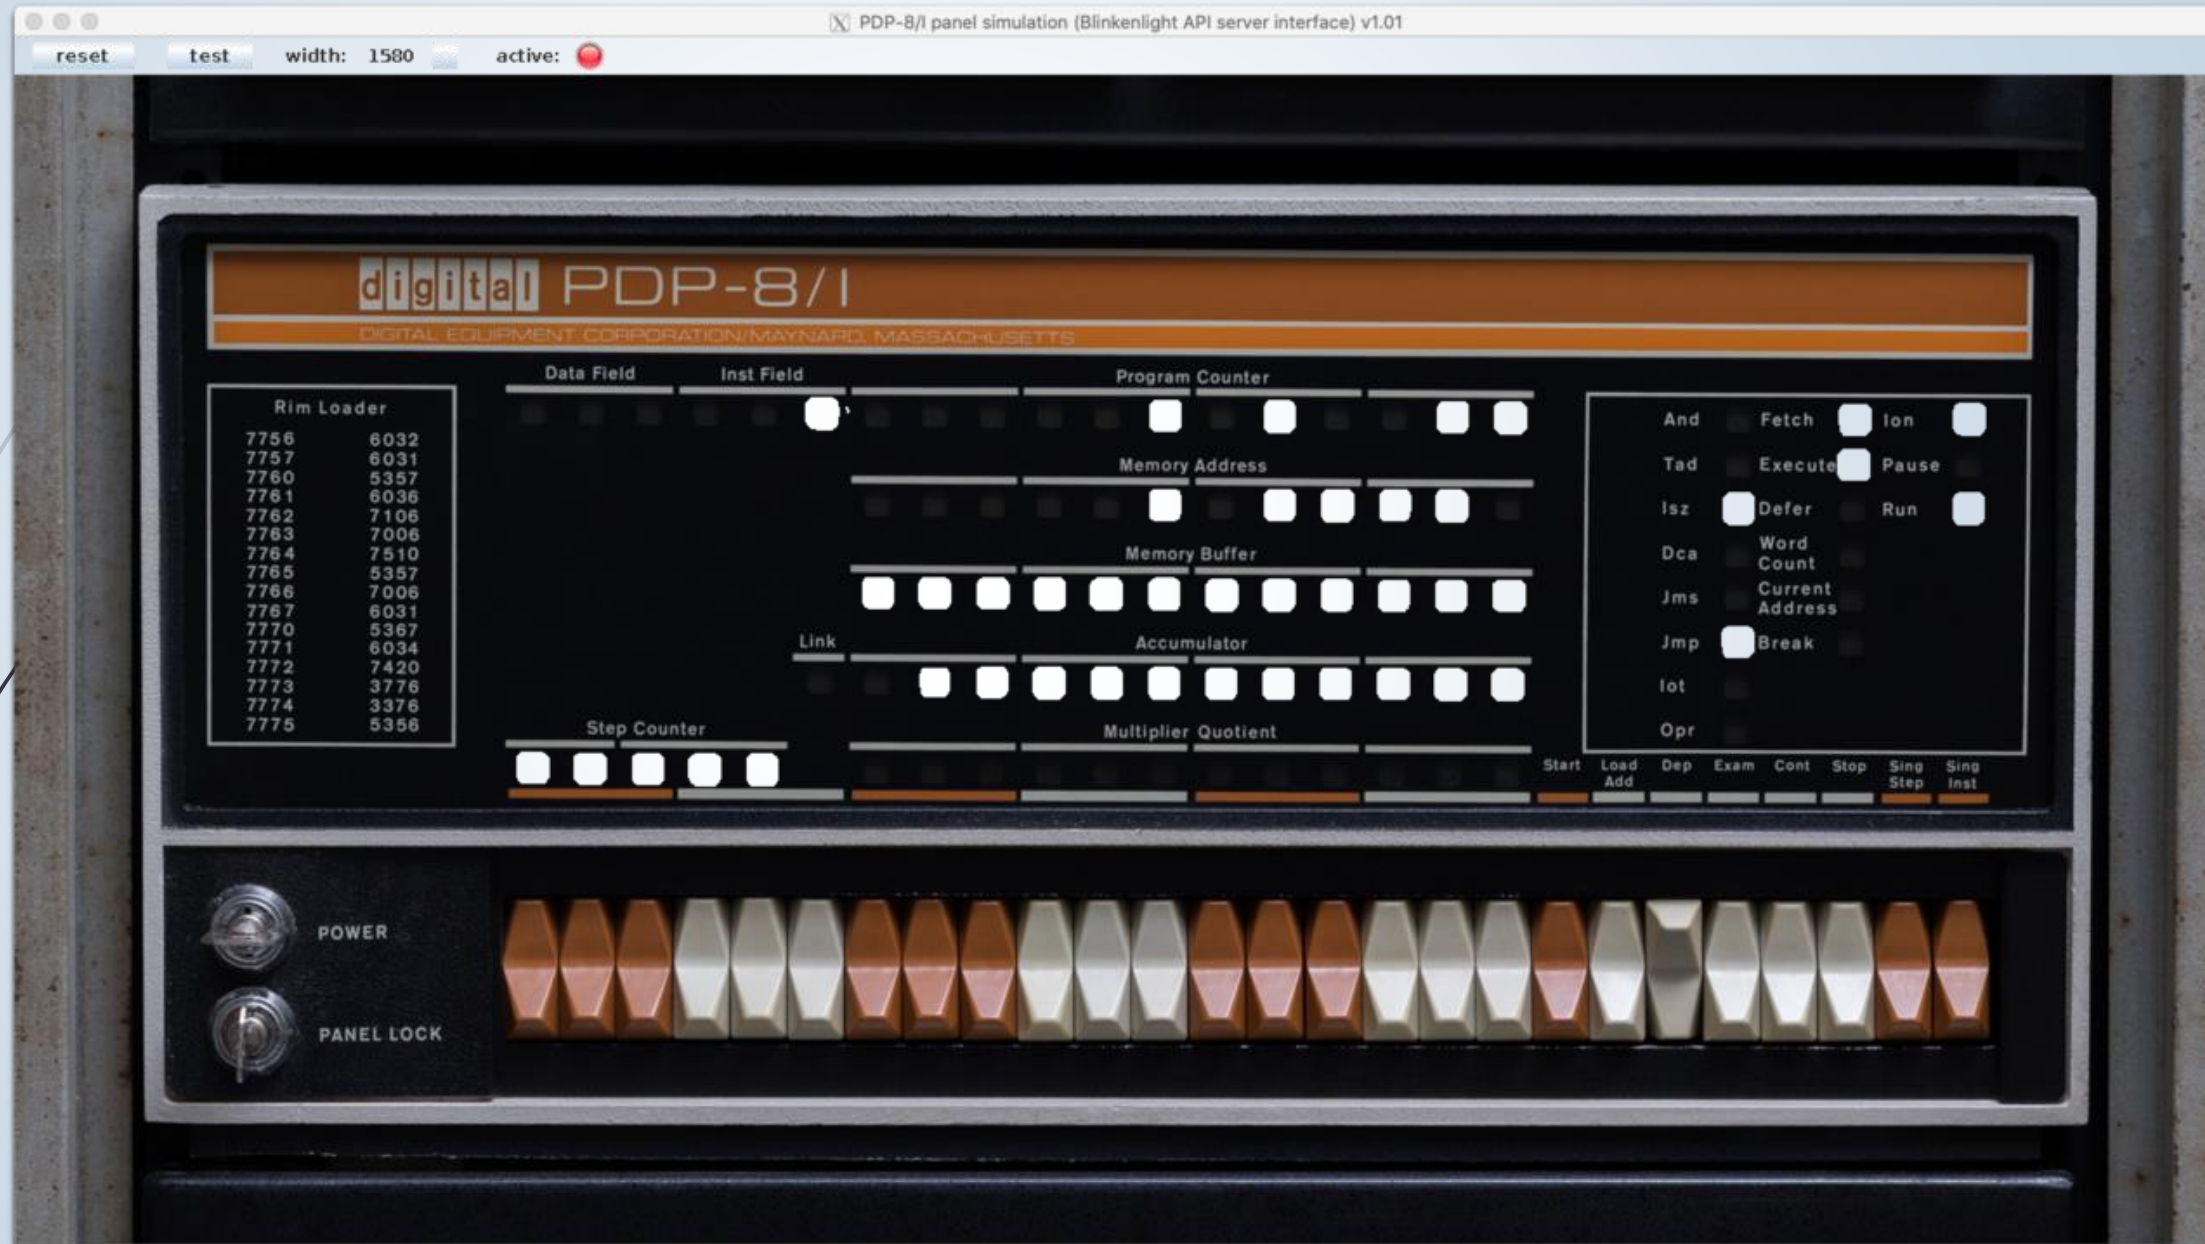 PDP-8/I panel simulation (Blinkenlight API server interface) v1.01
reset test width: 1580 active:
digital PDP-8/I
DIGITAL EQUIPMENT CORPORATION/MAYNARD, MASSACHUSETTS
Data Field Inst Field Program Counter
Rim Loader
7756 6032
7757 6031
7760 5357
7761 6036
7762 7106
7763 7006
7764 7510
7765 5357
7766 7006
7767 6031
7770 5367
7771 6034
7772 7420
7773 3776
7774 3376
7775 5356
Memory Address
Memory Buffer
Link Accumulator
Step Counter Multiplier Quotient
And Fetch Ion
Tad Execute Pause
Isz Defer Run
Dca Word
Count
Jms Current
Address
Jmp Break
Iot
Opr
Start Load Dep Exam Cont Stop Sing Sing
Add Step Inst
POWER
PANEL LOCK